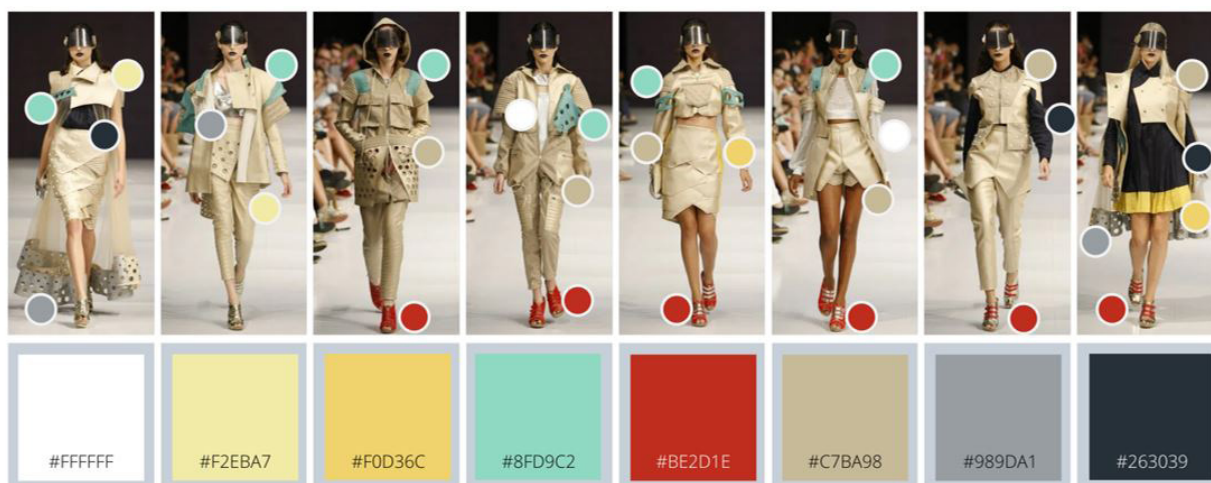 #FFFFFF
#F2EBA7
#F0D36C
#8FD9C2
#BE2D1E
#C7BA98
#989DA1
#263039